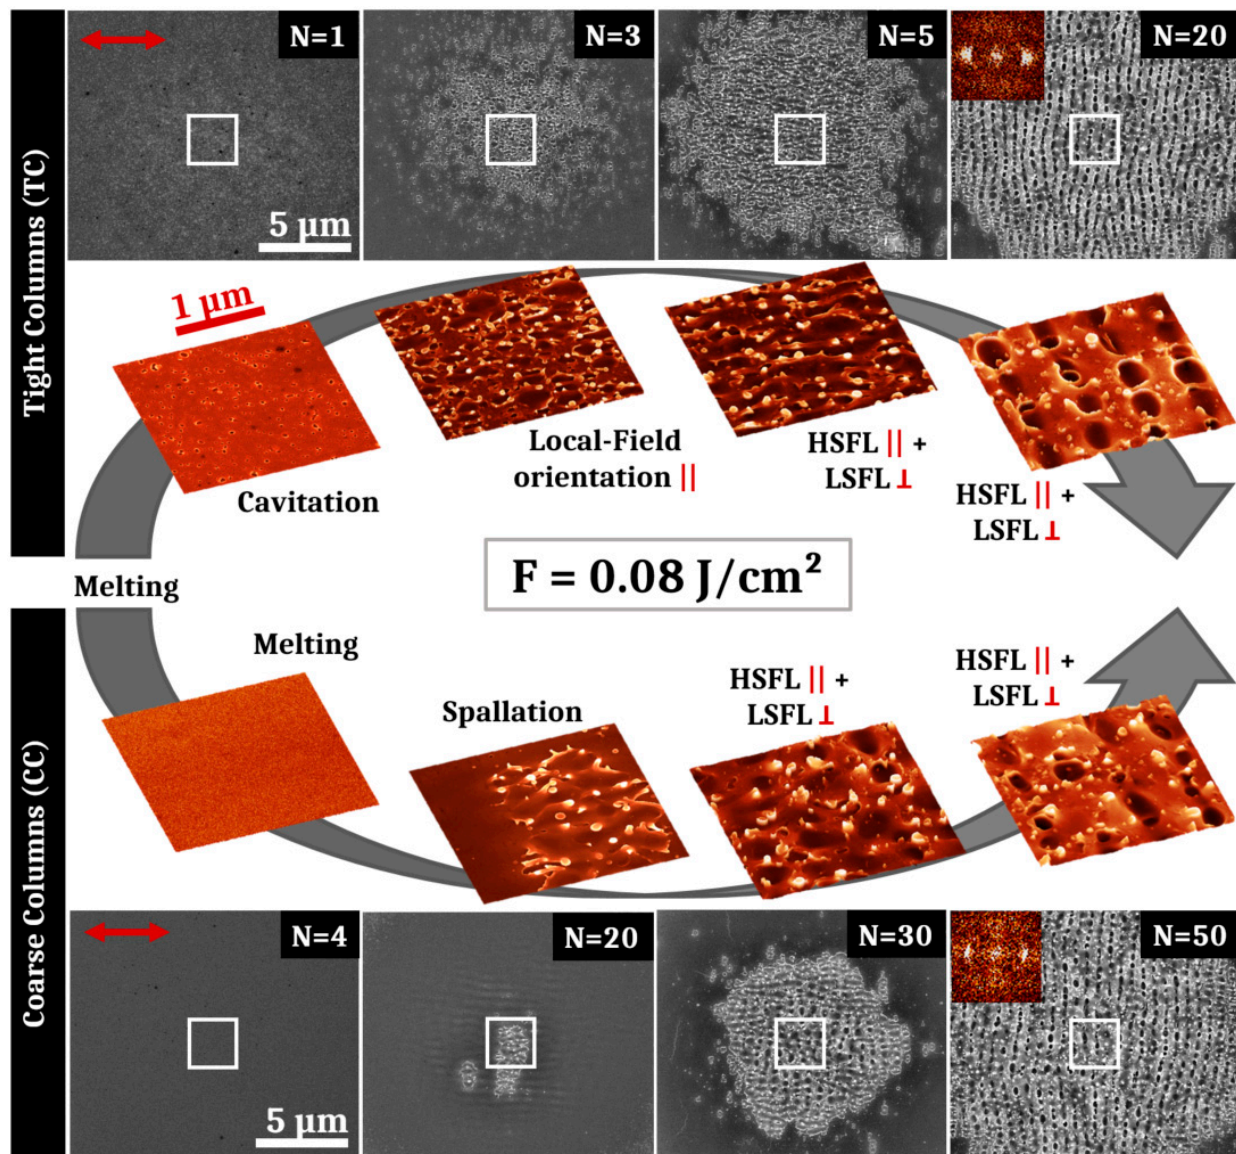 Tight Columns (TC)
N=1
N=3
N=5
N=20
5 μm
1 μm
Cavitation
Local-Field
orientation ||
HSFL || +
LSFL ⊥
HSFL || +
LSFL ⊥
Melting
F = 0.08 J/cm²
Coarse Columns (CC)
Melting
Spallation
HSFL || +
LSFL ⊥
HSFL || +
LSFL ⊥
N=4
N=20
N=30
N=50
5 μm